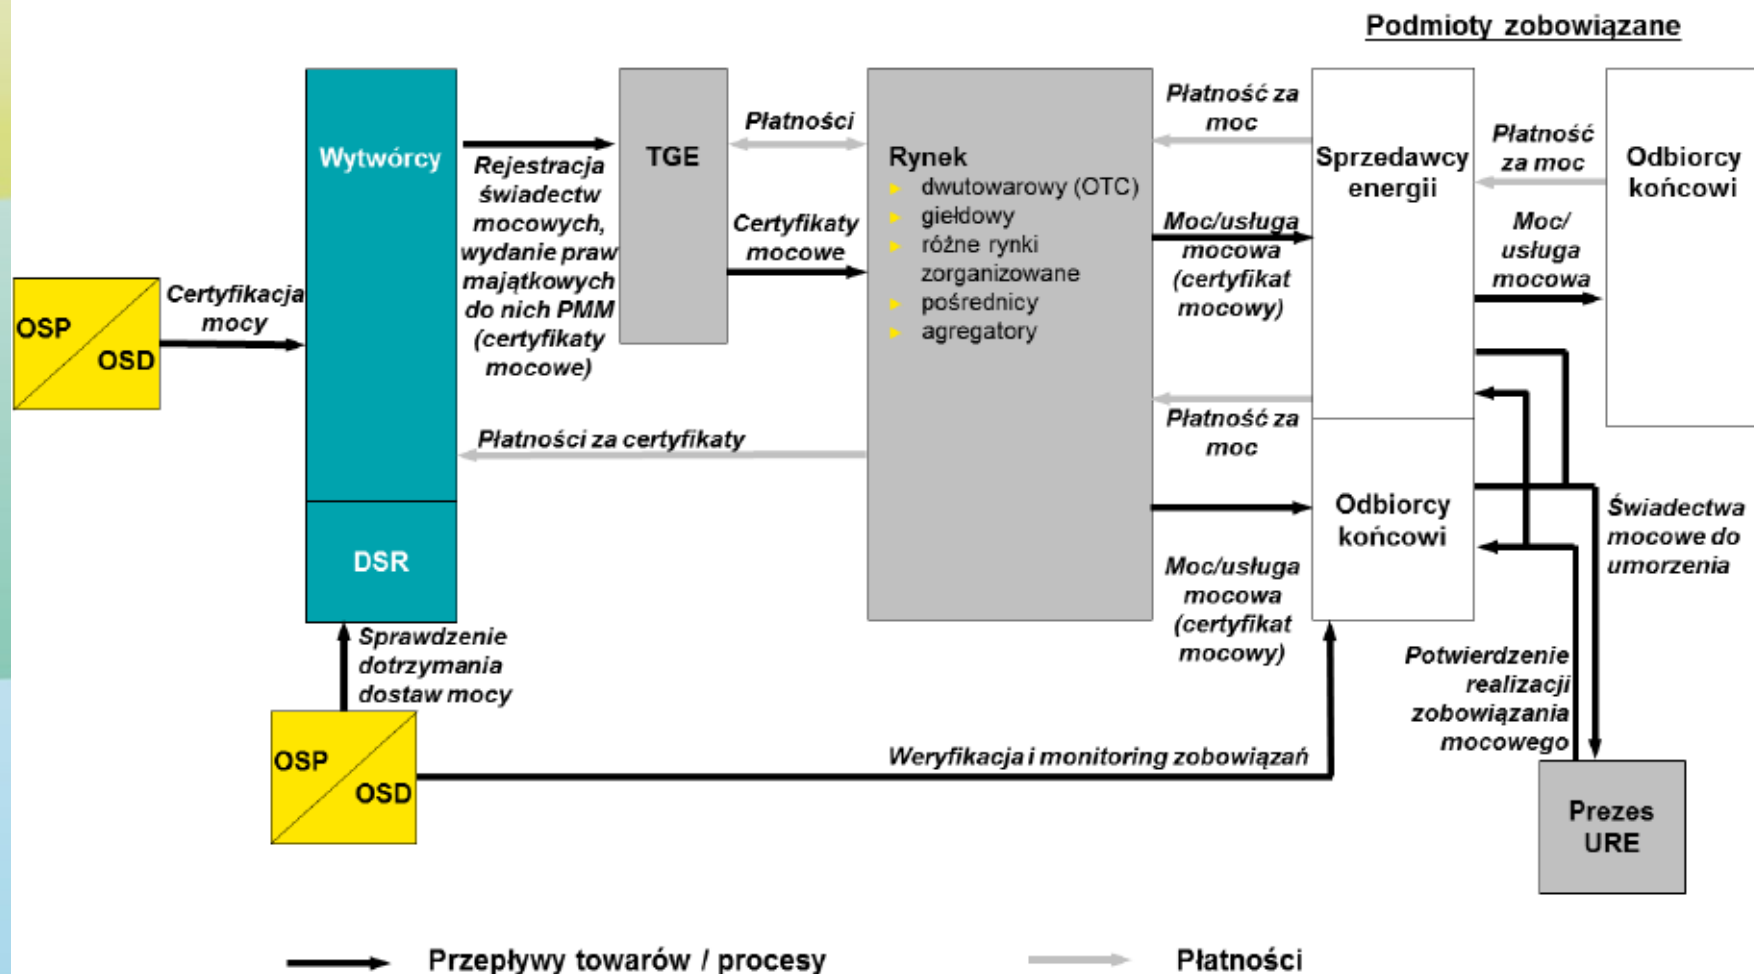 Podmioty zobowiązane
Wytwórcy
DSR
OSP
OSD
Certyfikacja
mocy
Rejestracja
świadectw
mocowych,
wydanie praw
majątkowych
do nich PMM
(certyfikaty
mocowe)
TGE
Płatności
Certyfikaty
mocowe
Płatności za certyfikaty
Rynek
dwutowarowy (OTC)
giełdowy
różne rynki
zorganizowane
pośrednicy
agregatory
Płatność za
moc
Moc/usługa
mocowa
(certyfikat
mocowy)
Płatność za
moc
Moc/usługa
mocowa
(certyfikat
mocowy)
Sprzedawcy
energii
Odbiorcy
końcowi
Płatność
za moc
Moc/
usługa
mocowa
Odbiorcy
końcowi
Świadectwa
mocowe do
umorzenia
Potwierdzenie
realizacji
zobowiązania
mocowego
Sprawdzenie
dotrzymania
dostaw mocy
OSP
OSD
Weryfikacja i monitoring zobowiązań
Prezes
URE
Przepływy towarów / procesy
Płatności